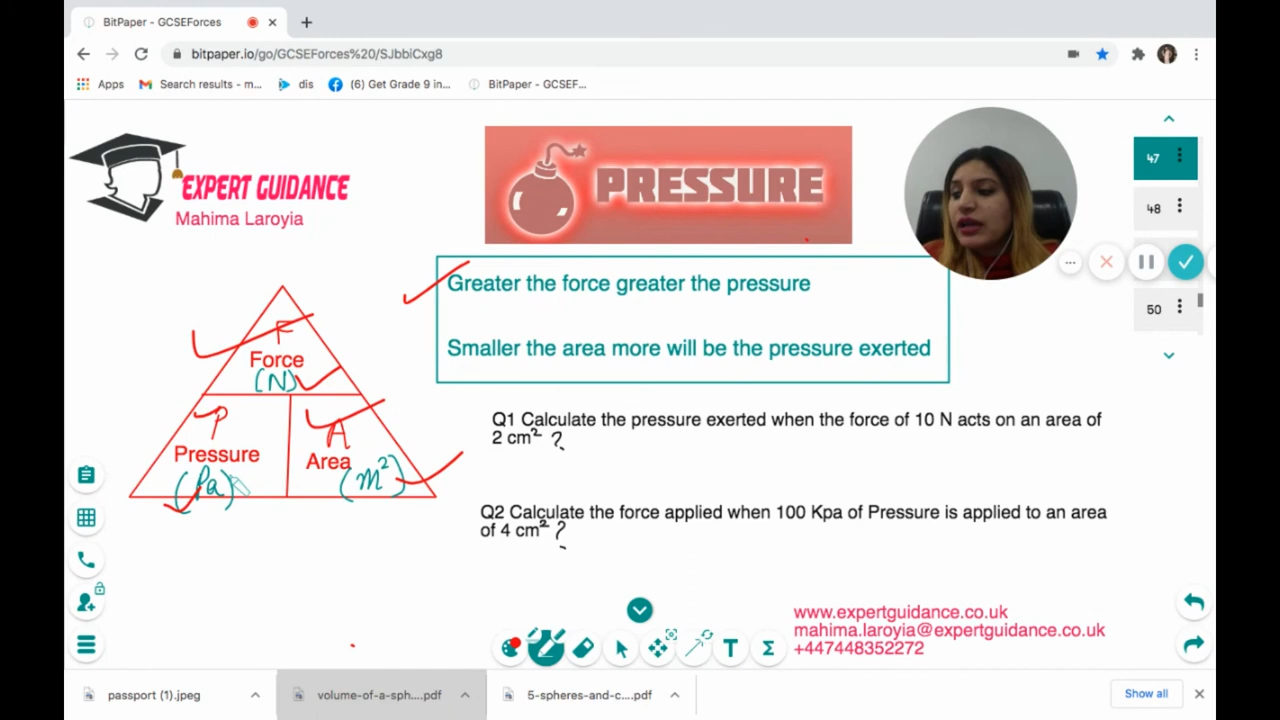 BitPaper - GCSEForces
bitpaper.io/go/GCSEForces%20/SJbbiCxg8
Apps
Search results - m...
dis
(6) Get Grade 9 in...
BitPaper - GCSEF...
EXPERT GUIDANCE
Mahima Laroyia
PRESSURE
47
48
50
Greater the force greater the pressure
Smaller the area more will be the pressure exerted
F
Force
(N)
P
Pressure
(Pa)
A
Area
(m²)
Q1 Calculate the pressure exerted when the force of 10 N acts on an area of
2 cm² ?
Q2 Calculate the force applied when 100 Kpa of Pressure is applied to an area
of 4 cm² ?
www.expertguidance.co.uk
mahima.laroyia@expertguidance.co.uk
+447448352272
T
Σ
passport (1).jpeg
volume-of-a-sph....pdf
5-spheres-and-c....pdf
Show all